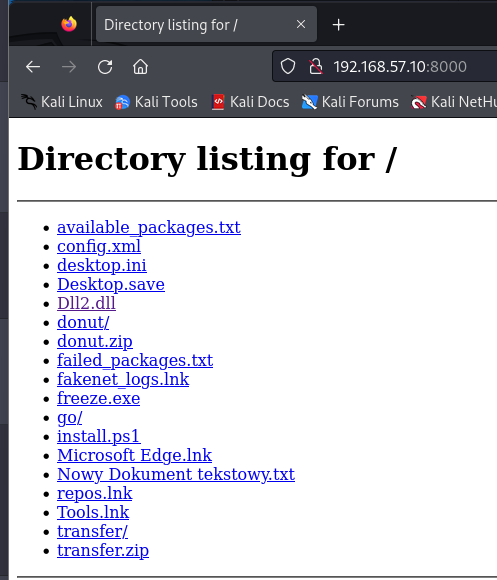 Directory listing for /
192.168.57.10:8000
Kali Linux Kali Tools Kali Docs Kali Forums Kali NetHu
Directory listing for /
available_packages.txt
config.xml
desktop.ini
Desktop.save
Dll2.dll
donut/
donut.zip
failed_packages.txt
fakenet_logs.lnk
freeze.exe
go/
install.ps1
Microsoft Edge.lnk
Nowy Dokument tekstowy.txt
repos.lnk
Tools.lnk
transfer/
transfer.zip